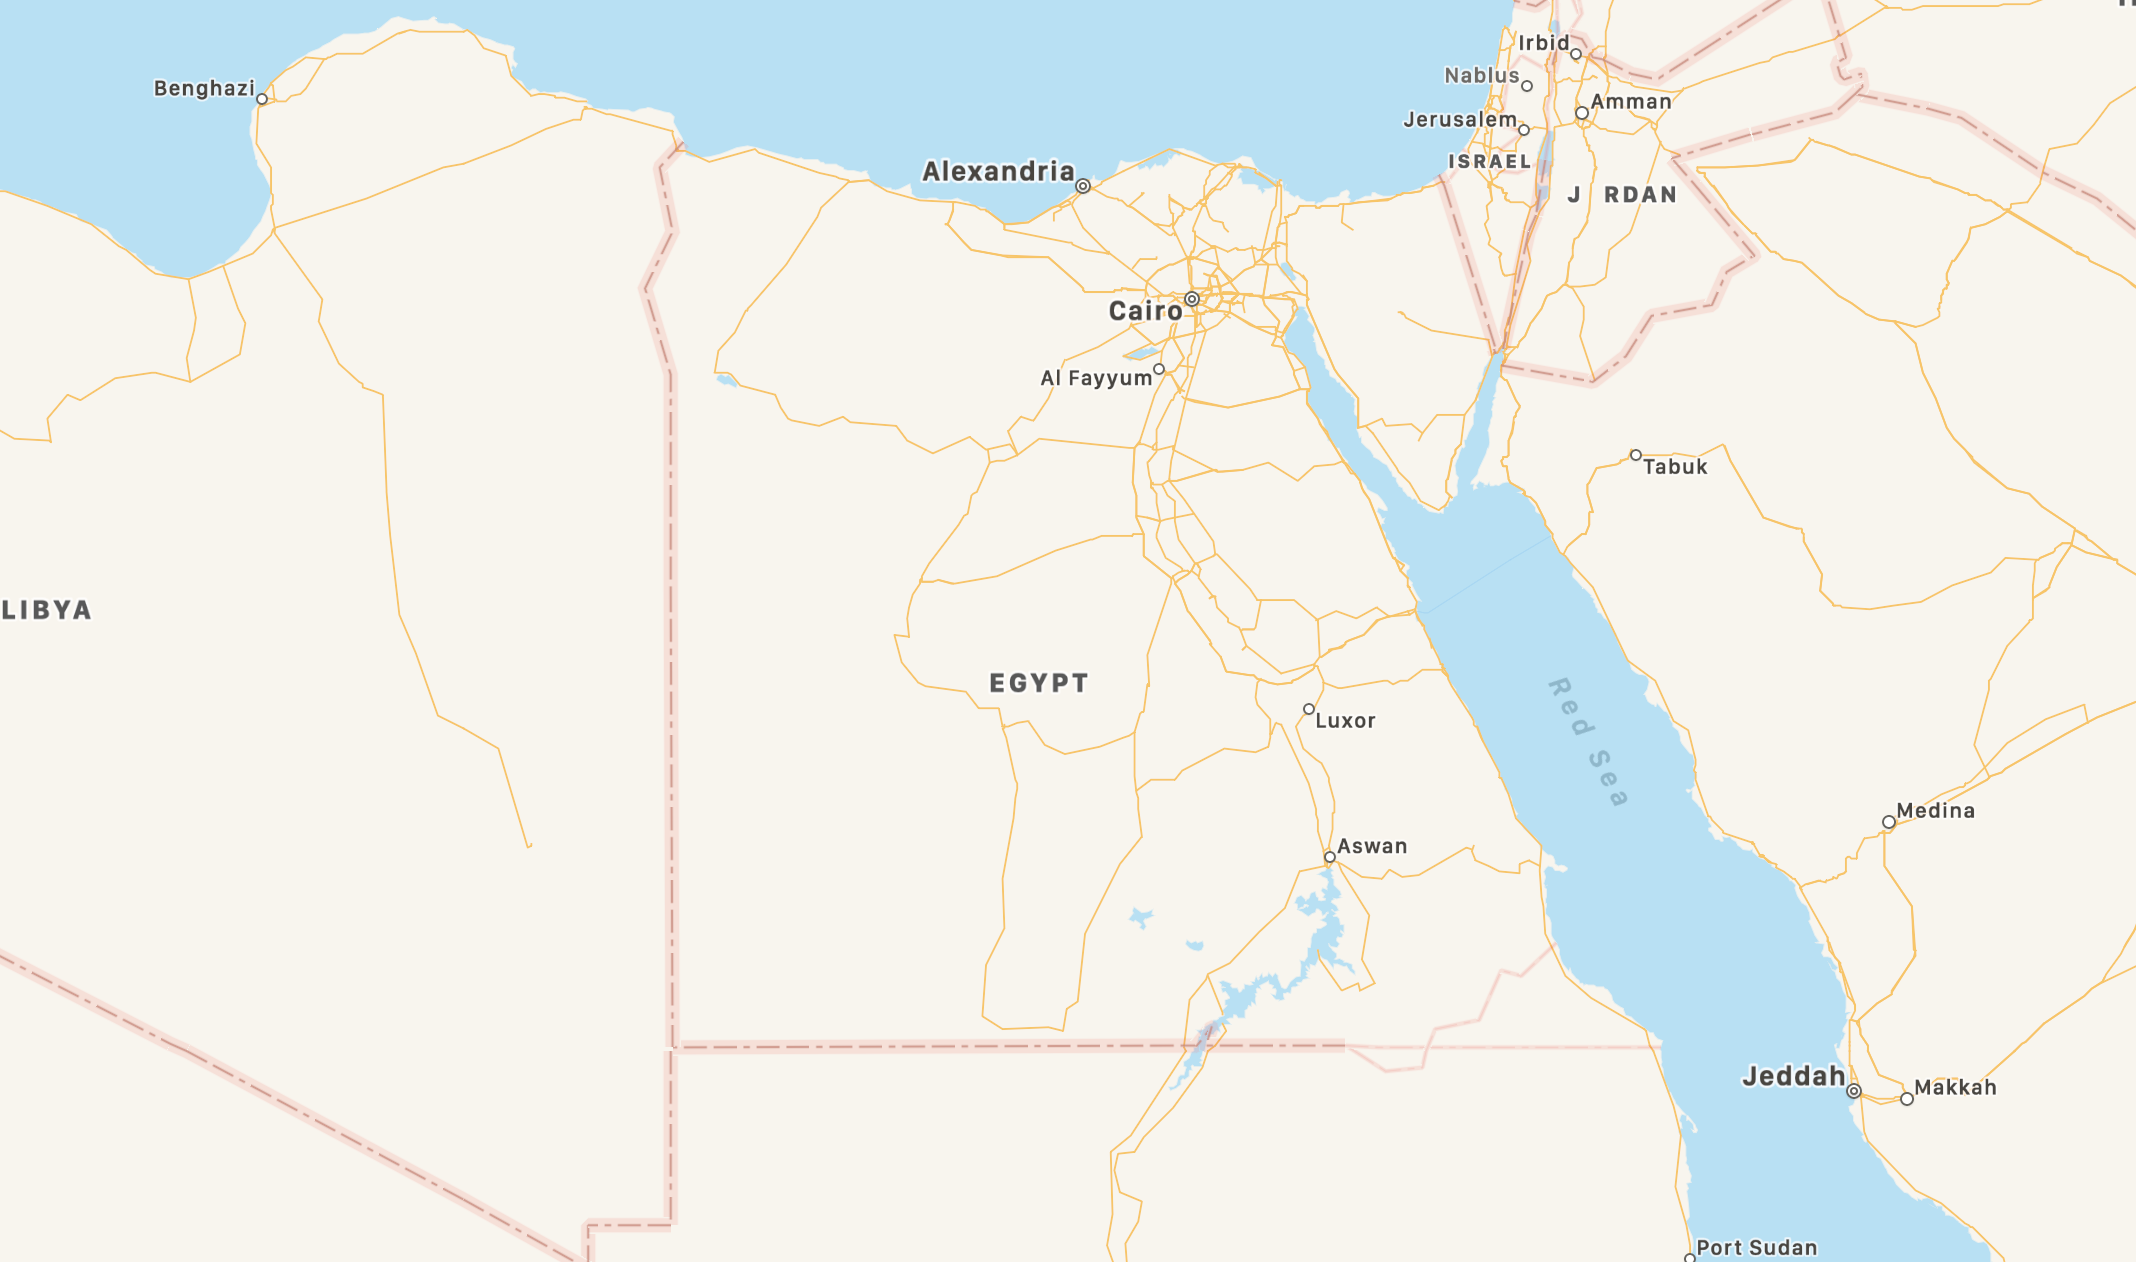 Irbid
Nablus
Benghazi
Amman
Jerusalem
ISRAEL
Alexandria
J RDAN
Cairo
Al Fayyum
Tabuk
LIBYA
EGYPT
Red Sea
Luxor
Medina
Aswan
Jeddah
Makkah
Port Sudan